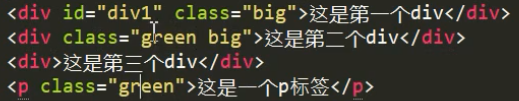 <div id="div1" class="big">这是第一个div</div>
<div class="green big">这是第二个div</div>
<div>这是第三个div</div>
<p class="green">这是一个p标签</p>